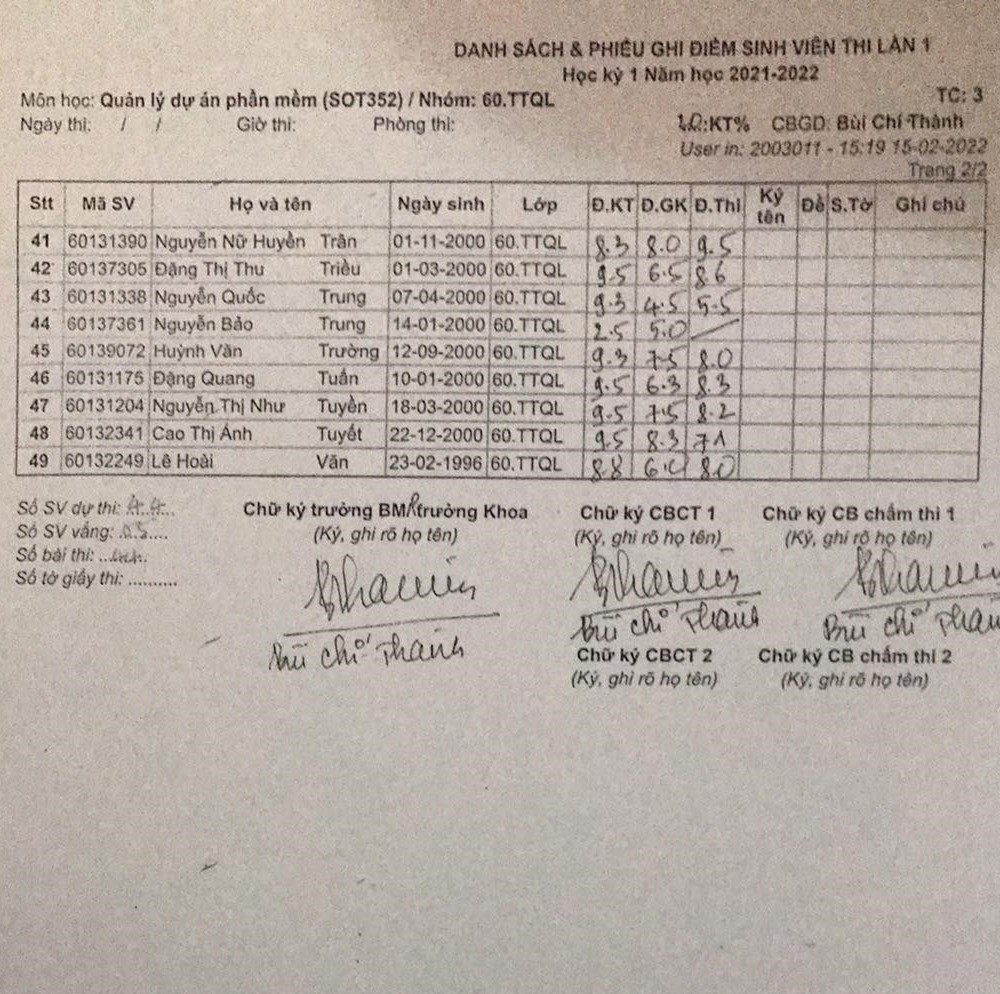 DANH SÁCH & PHIẾU GHI ĐIỂM SINH VIÊN THI LẦN 1
Học kỳ 1 Năm học 2021-2022
Môn học: Quản lý dự án phần mềm (SOT352) / Nhóm: 60.TTQL TC: 3
Ngày thi: / / Giờ thi: Phòng thi: :KT% CBGD: Bùi Chí Thành
User in: 2003011 - 15:19 15-02-2022
Trang 2/2
Stt Mã SV Họ và tên Ngày sinh Lớp Đ.KT Đ.GK Đ.Thi Ký tên Đề S.Tờ Ghi chú
41 60131390 Nguyễn Nữ Huyền Trân 01-11-2000 60.TTQL 8.3 8.0 9.5
42 60137305 Đặng Thị Thu Triều 01-03-2000 60.TTQL 9.5 6.5 8.6
43 60131338 Nguyễn Quốc Trung 07-04-2000 60.TTQL 9.3 4.5 5.5
44 60137361 Nguyễn Bảo Trung 14-01-2000 60.TTQL 2.5 5.0
45 60139072 Huỳnh Văn Trường 12-09-2000 60.TTQL 9.3 7.5 8.0
46 60131175 Đặng Quang Tuấn 10-01-2000 60.TTQL 9.5 6.3 8.3
47 60131204 Nguyễn Thị Như Tuyền 18-03-2000 60.TTQL 9.5 7.5 8.2
48 60132341 Cao Thị Ánh Tuyết 22-12-2000 60.TTQL 9.5 8.3 7.1
49 60132249 Lê Hoài Văn 23-02-1996 60.TTQL 8.8 8.0
Số SV dự thi:
Số SV vắng:
Số bài thi:
Số tờ giấy thi: ..........
Chữ ký trưởng BM/trưởng Khoa
(Ký, ghi rõ họ tên)
Bùi Chí Thành
Chữ ký CBCT 1
(Ký, ghi rõ họ tên)
Bùi Chí Thành
Chữ ký CB chấm thi 1
(Ký, ghi rõ họ tên)
Bùi Chí Thành
Chữ ký CBCT 2
(Ký, ghi rõ họ tên)
Chữ ký CB chấm thi 2
(Ký, ghi rõ họ tên)